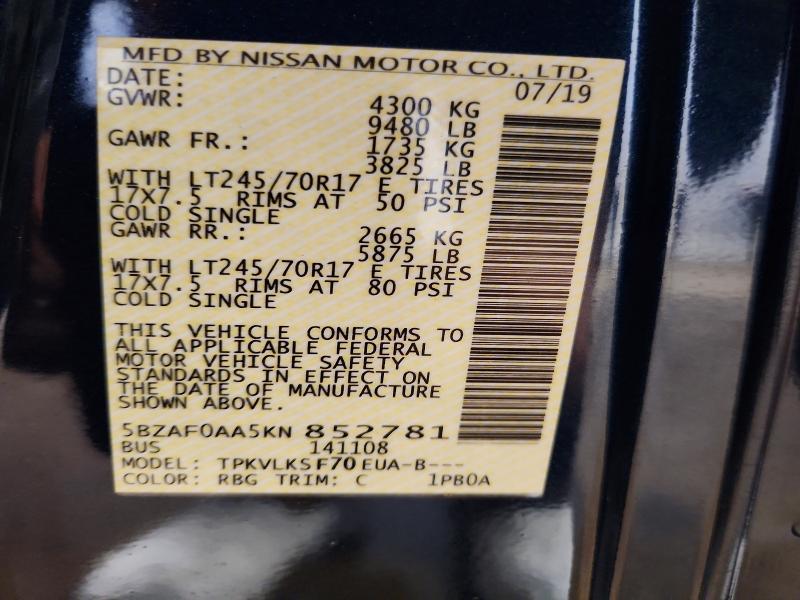 MFD BY NISSAN MOTOR CO., LTD.
DATE: 07/19
GVWR: 4300 KG
9480 LB
GAWR FR.: 1735 KG
3825 LB
WITH LT245/70R17 E TIRES
17X7.5 RIMS AT 50 PSI
COLD SINGLE
GAWR RR.: 2665 KG
5875 LB
WITH LT245/70R17 E TIRES
17X7.5 RIMS AT 80 PSI
COLD SINGLE
THIS VEHICLE CONFORMS TO
ALL APPLICABLE FEDERAL
MOTOR VEHICLE SAFETY
STANDARDS IN EFFECT ON
THE DATE OF MANUFACTURE
SHOWN ABOVE.
5BZAF0AA5KN 852781
BUS 141108
MODEL: TPKVLKSF70EUA-B---
COLOR: RBG TRIM: C 1PB0A